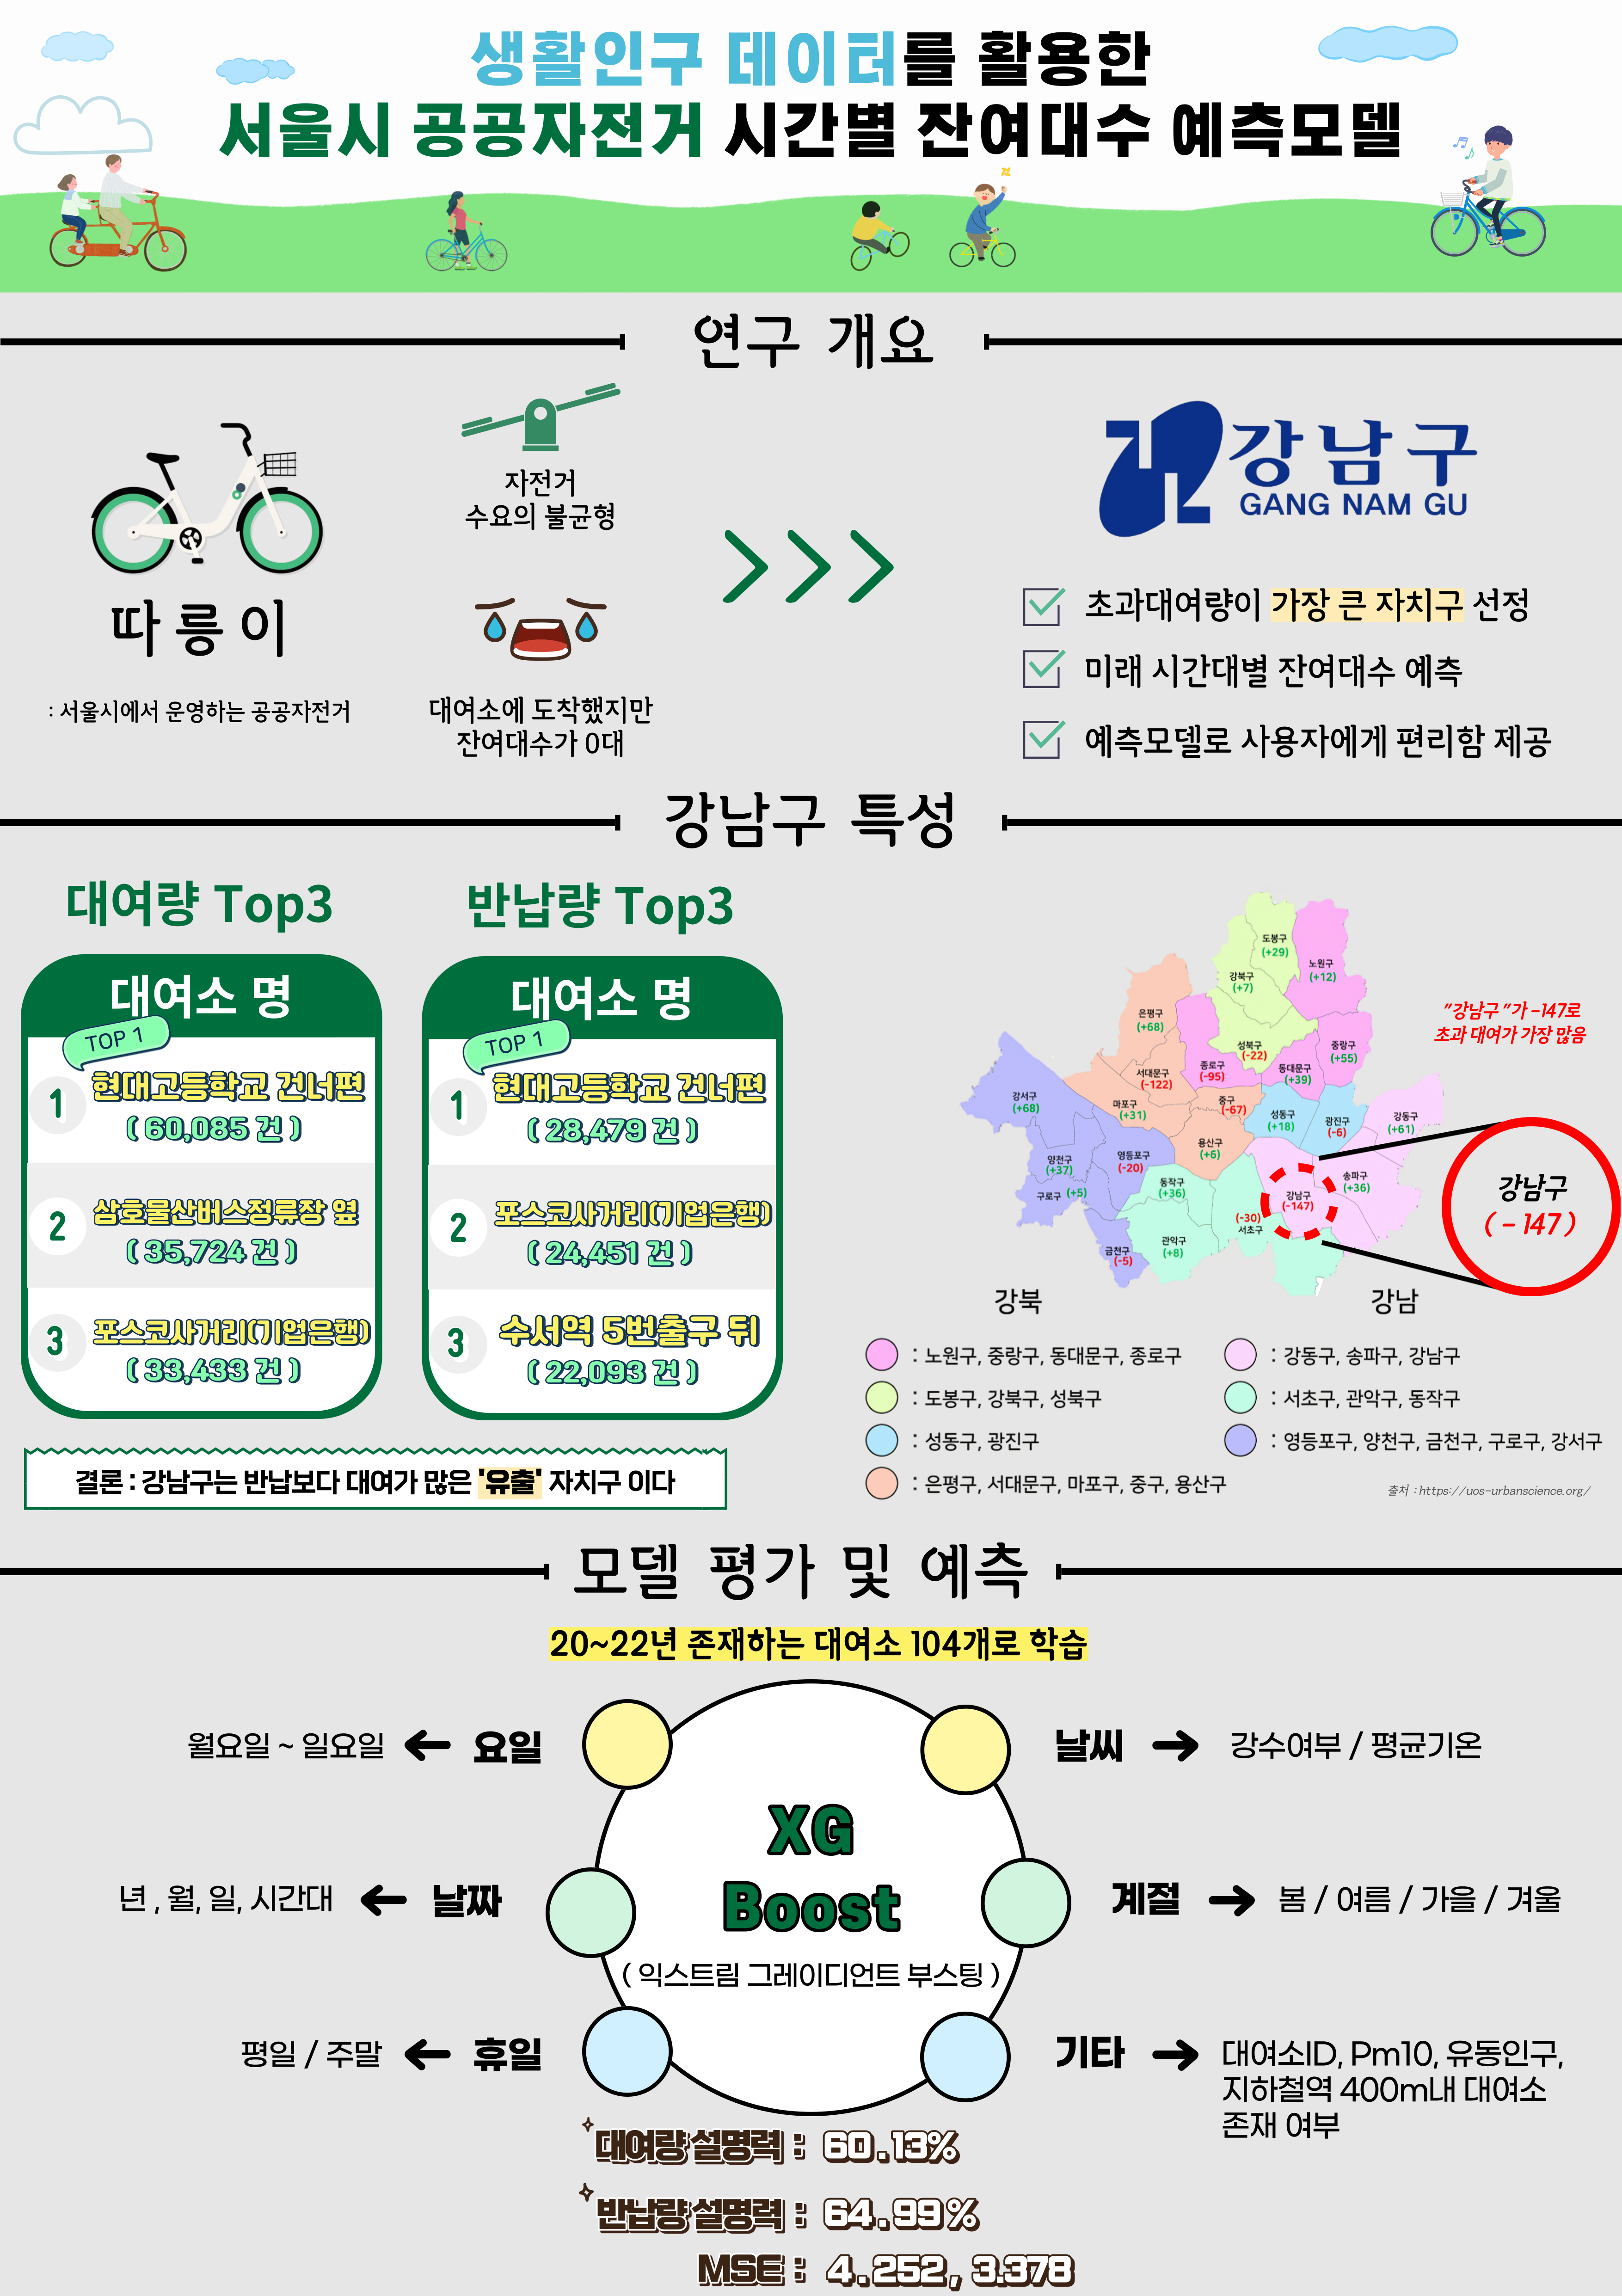 생활인구 데이터를 활용한
서울시 공공자전거 시간별 잔여대수 예측모델
연구 개요
따릉이
: 서울시에서 운영하는 공공자전거
자전거
수요의 불균형
대여소에 도착했지만
잔여대수가 0대
강남구
GANG NAM GU
초과대여량이 가장 큰 자치구 선정
미래 시간대별 잔여대수 예측
예측모델로 사용자에게 편리함 제공
강남구 특성
대여량 Top3
대여소 명
TOP 1
1 현대고등학교 건너편
( 60,085 건 )
2 삼호물산버스정류장 옆
( 35,724 건 )
3 포스코사거리(기업은행)
( 33,433 건 )
반납량 Top3
대여소 명
TOP 1
1 현대고등학교 건너편
( 28,479 건 )
2 포스코사거리(기업은행)
( 24,451 건 )
3 수서역 5번출구 뒤
( 22,093 건 )
결론 : 강남구는 반납보다 대여가 많은 '유출' 자치구 이다
도봉구
(+29)
노원구
(+12)
강북구
(+7)
은평구
(+68)
성북구
(-22)
중랑구
(+55)
종로구
(-95)
동대문구
(+39)
서대문구
(-122)
강서구
(+68)
마포구
(+31)
중구
(-67)
성동구
(+18)
광진구
(-6)
강동구
(+61)
용산구
(+6)
양천구
(+37)
영등포구
(-20)
구로구 (+5)
동작구
(+36)
송파구
(+36)
강남구
(-147)
(-30)
서초구
관악구
(+8)
금천구
(-5)
"강남구 "가 -147로
초과 대여가 가장 많음
강남구
( - 147 )
강북
: 노원구, 중랑구, 동대문구, 종로구
: 도봉구, 강북구, 성북구
: 성동구, 광진구
: 은평구, 서대문구, 마포구, 중구, 용산구
강남
: 강동구, 송파구, 강남구
: 서초구, 관악구, 동작구
: 영등포구, 양천구, 금천구, 구로구, 강서구
출처 : https://uos-urbanscience.org/
모델 평가 및 예측
20~22년 존재하는 대여소 104개로 학습
월요일 ~ 일요일 ← 요일
날씨 → 강수여부 / 평균기온
XG
Boost
( 익스트림 그레이디언트 부스팅 )
년 , 월, 일, 시간대 ← 날짜
계절 → 봄 / 여름 / 가을 / 겨울
평일 / 주말 ← 휴일
기타 → 대여소ID, Pm10, 유동인구,
지하철역 400m내 대여소
존재 여부
대여량 설명력 : 60.13%
반납량 설명력 : 64.99%
MSE : 4.252, 3.378